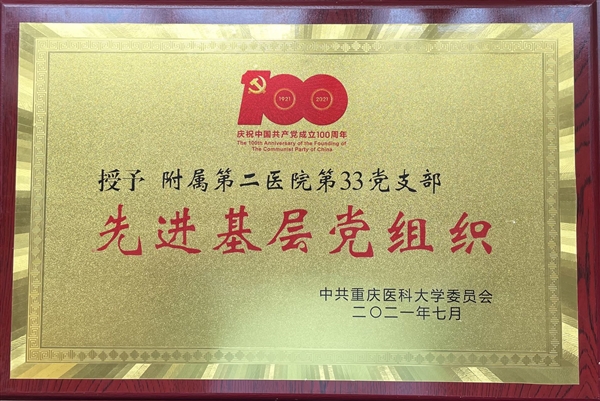 100
1921 2021
庆祝中国共产党成立100周年
The 100th Anniversary of the Founding of
The Communist Party of China
授予 附属第二医院第33党支部
先进基层党组织
中共重庆医科大学委员会
二〇二一年七月